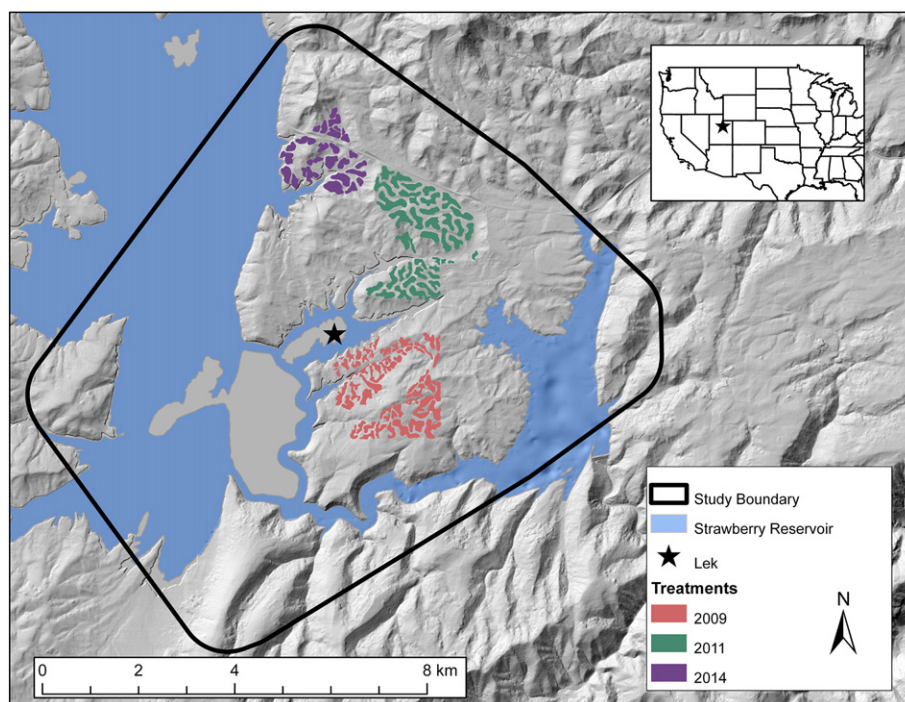 Study Boundary
Strawberry Reservoir
Lek
Treatments
2009
2011
2014
N
0 2 4 8 km